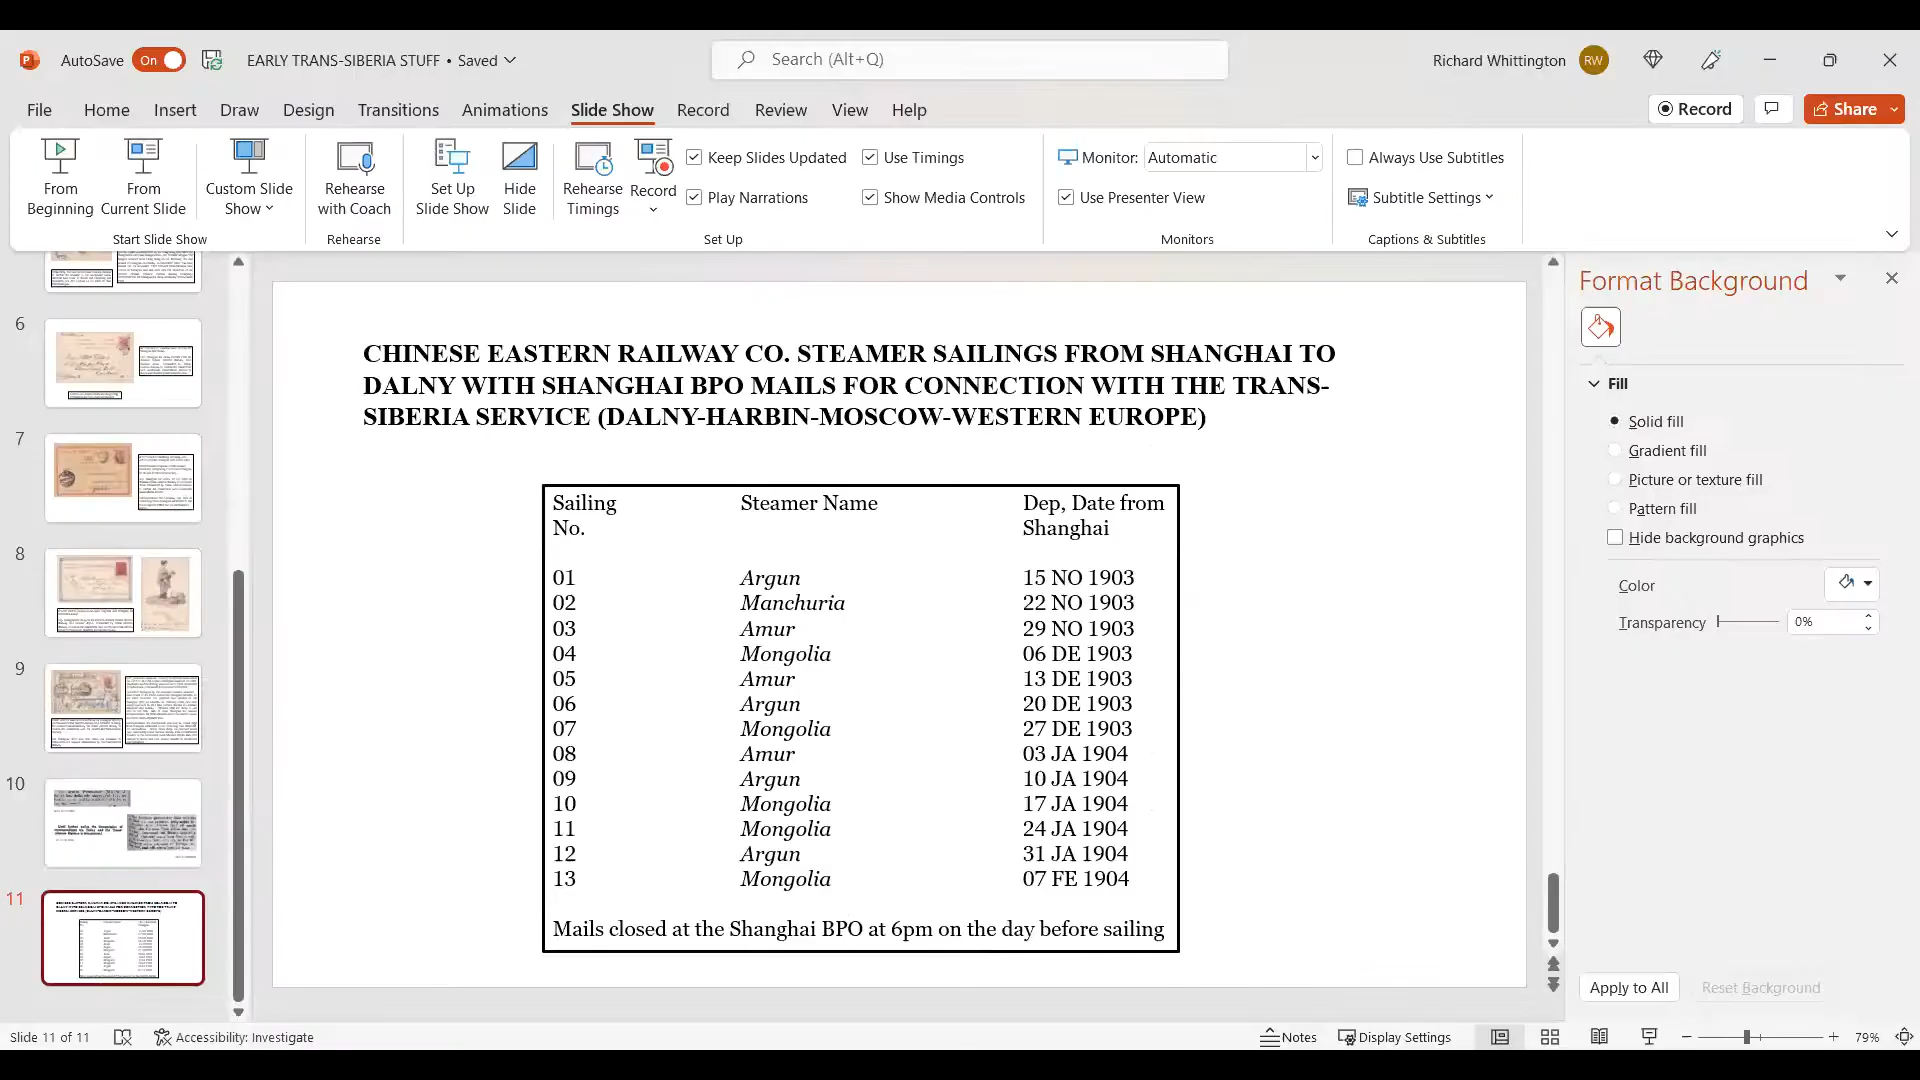 AutoSave On EARLY TRANS-SIBERIA STUFF • Saved Search (Alt+Q) Richard Whittington RW
File Home Insert Draw Design Transitions Animations Slide Show Record Review View Help Record Share
From Beginning
From Current Slide
Custom Slide Show
Start Slide Show
Rehearse with Coach
Rehearse
Set Up Slide Show
Hide Slide
Rehearse Timings
Record
Keep Slides Updated
Play Narrations
Use Timings
Show Media Controls
Set Up
Monitor: Automatic
Use Presenter View
Monitors
Always Use Subtitles
Subtitle Settings
Captions & Subtitles
6
7
8
9
10
11
CHINESE EASTERN RAILWAY CO. STEAMER SAILINGS FROM SHANGHAI TO
DALNY WITH SHANGHAI BPO MAILS FOR CONNECTION WITH THE TRANS-
SIBERIA SERVICE (DALNY-HARBIN-MOSCOW-WESTERN EUROPE)
Sailing Steamer Name Dep, Date from
No. Shanghai
01 Argun 15 NO 1903
02 Manchuria 22 NO 1903
03 Amur 29 NO 1903
04 Mongolia 06 DE 1903
05 Amur 13 DE 1903
06 Argun 20 DE 1903
07 Mongolia 27 DE 1903
08 Amur 03 JA 1904
09 Argun 10 JA 1904
10 Mongolia 17 JA 1904
11 Mongolia 24 JA 1904
12 Argun 31 JA 1904
13 Mongolia 07 FE 1904
Mails closed at the Shanghai BPO at 6pm on the day before sailing
Format Background
Fill
Solid fill
Gradient fill
Picture or texture fill
Pattern fill
Hide background graphics
Color
Transparency 0%
Apply to All Reset Background
Slide 11 of 11 Accessibility: Investigate Notes Display Settings 79%